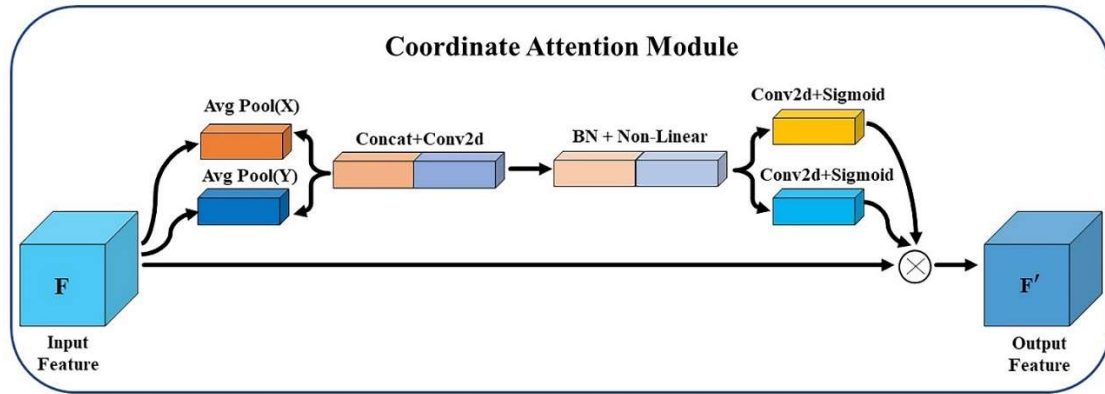 Coordinate Attention Module
Avg Pool(X)
Avg Pool(Y)
Concat+Conv2d
BN + Non-Linear
Conv2d+Sigmoid
Conv2d+Sigmoid
F
Input
Feature
F′
Output
Feature